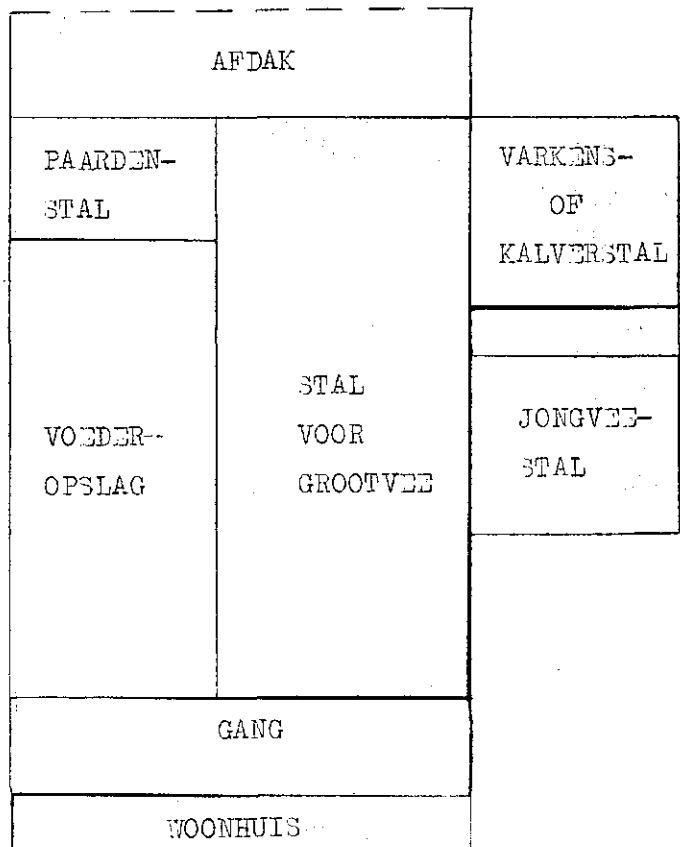 AFDAK
PAARDEN-
STAL
VARKENS-
OF
KALVERSTAL
STAL
VOOR
GROOTVEE
VOEDER-
OPSLAG
JONGVEE-
STAL
GANG
WOONHUIS